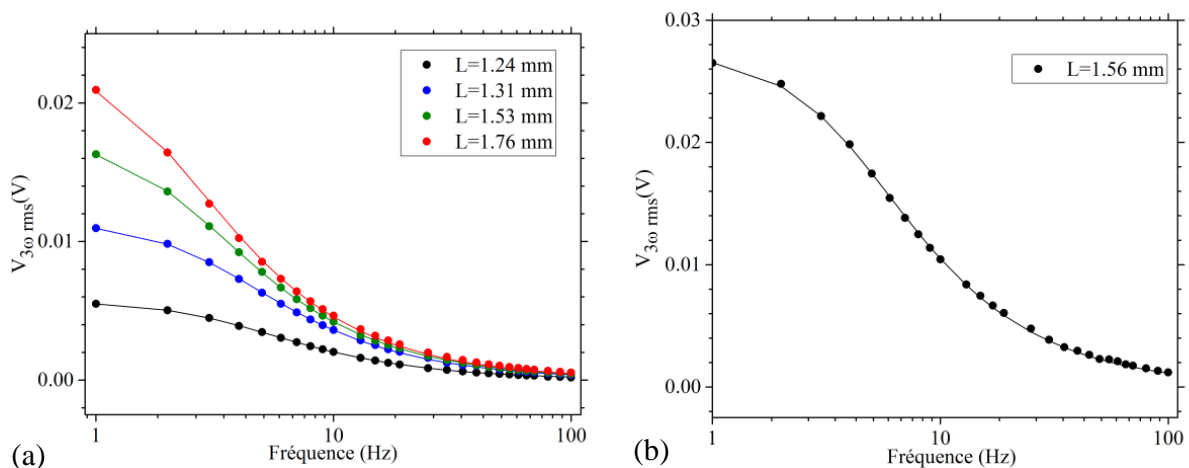 0.02
0.01
0.00
V3ω rms(V)
L=1.24 mm
L=1.31 mm
L=1.53 mm
L=1.76 mm
1
10
100
Fréquence (Hz)
(a)
0.03
0.02
0.01
0.00
V3ω rms(V)
L=1.56 mm
1
10
100
Fréquence (Hz)
(b)